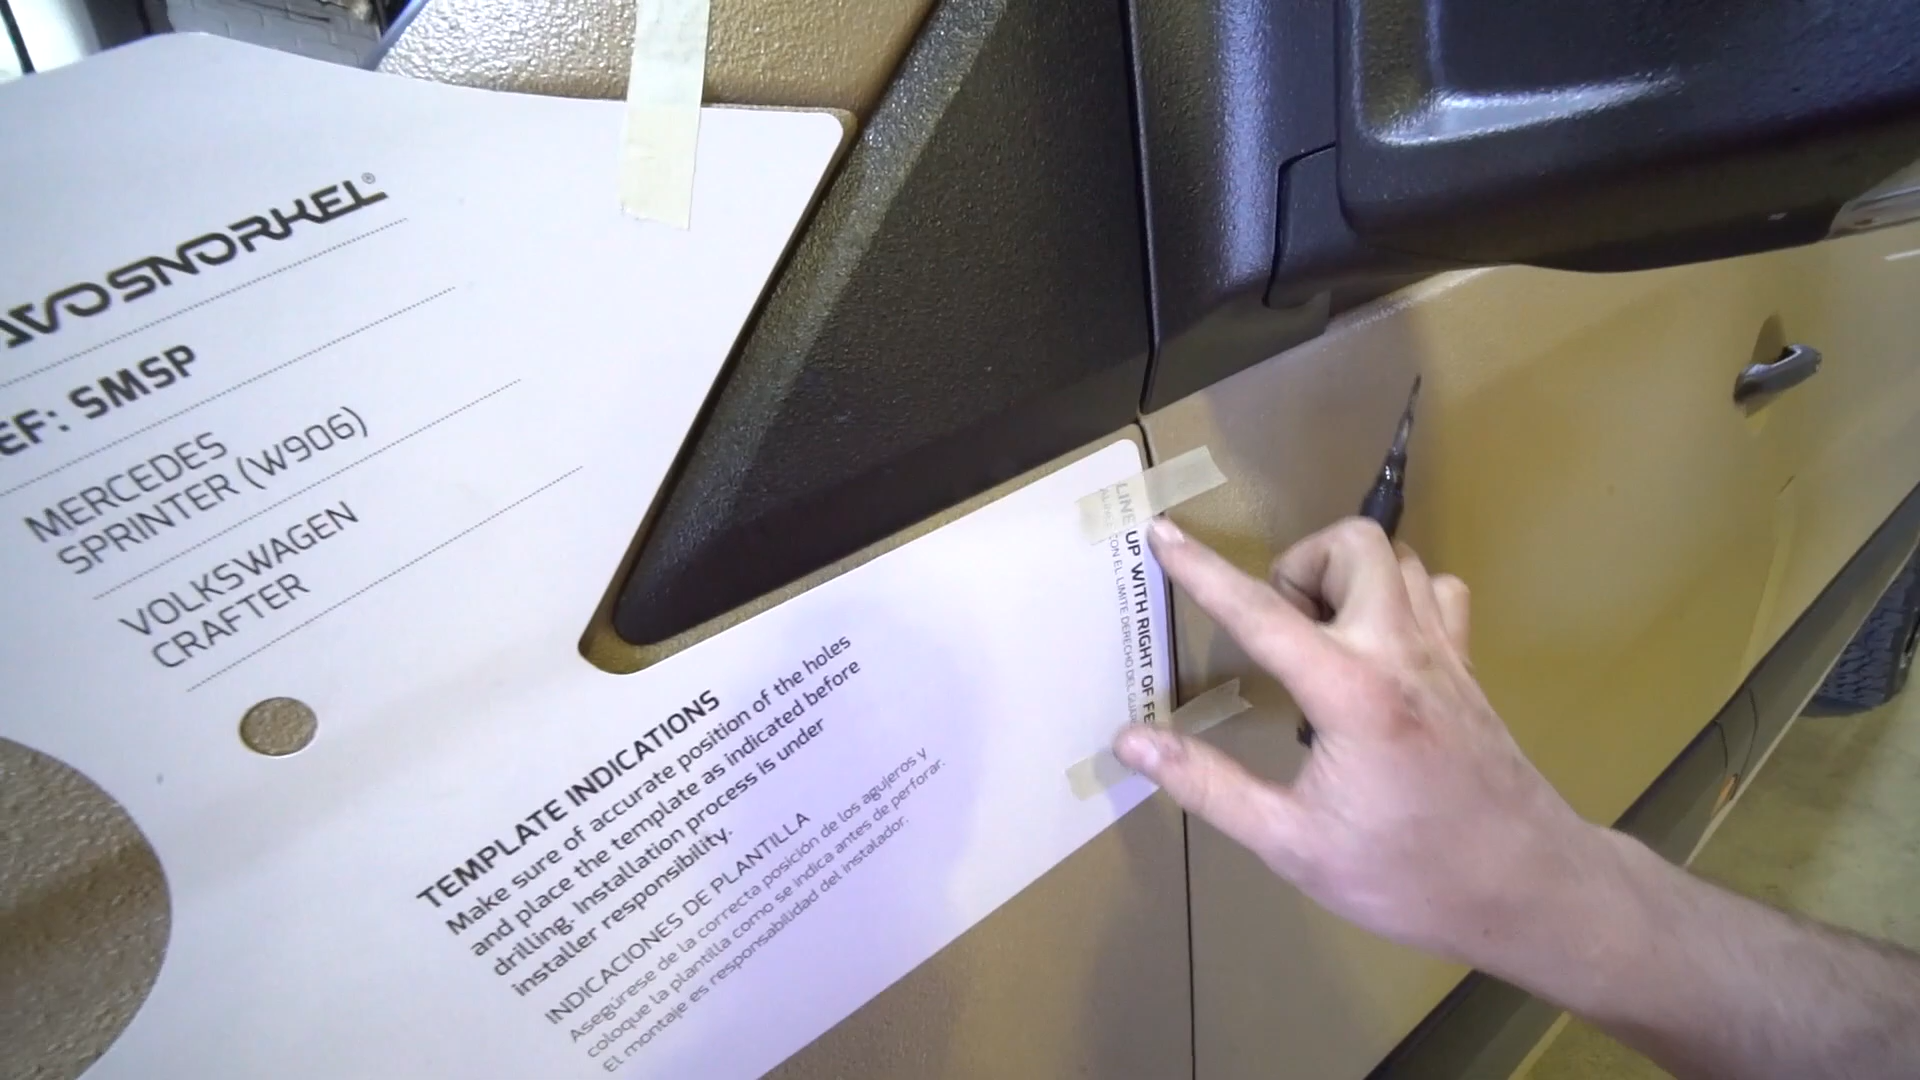 AVOSNORKEL®
EF: SMSP
MERCEDES
SPRINTER (W906)
VOLKSWAGEN
CRAFTER
TEMPLATE INDICATIONS
Make sure of accurate position of the holes
and place the template as indicated before
drilling. Installation process is under
installer responsibility.
INDICACIONES DE PLANTILLA
Asegúrese de la correcta posición de los agujeros y
coloque la plantilla como se indica antes de perforar.
El montaje es responsabilidad del instalador.
LINE UP WITH RIGHT OF FE
CON EL LIMITE DERECHO DEL GUAR